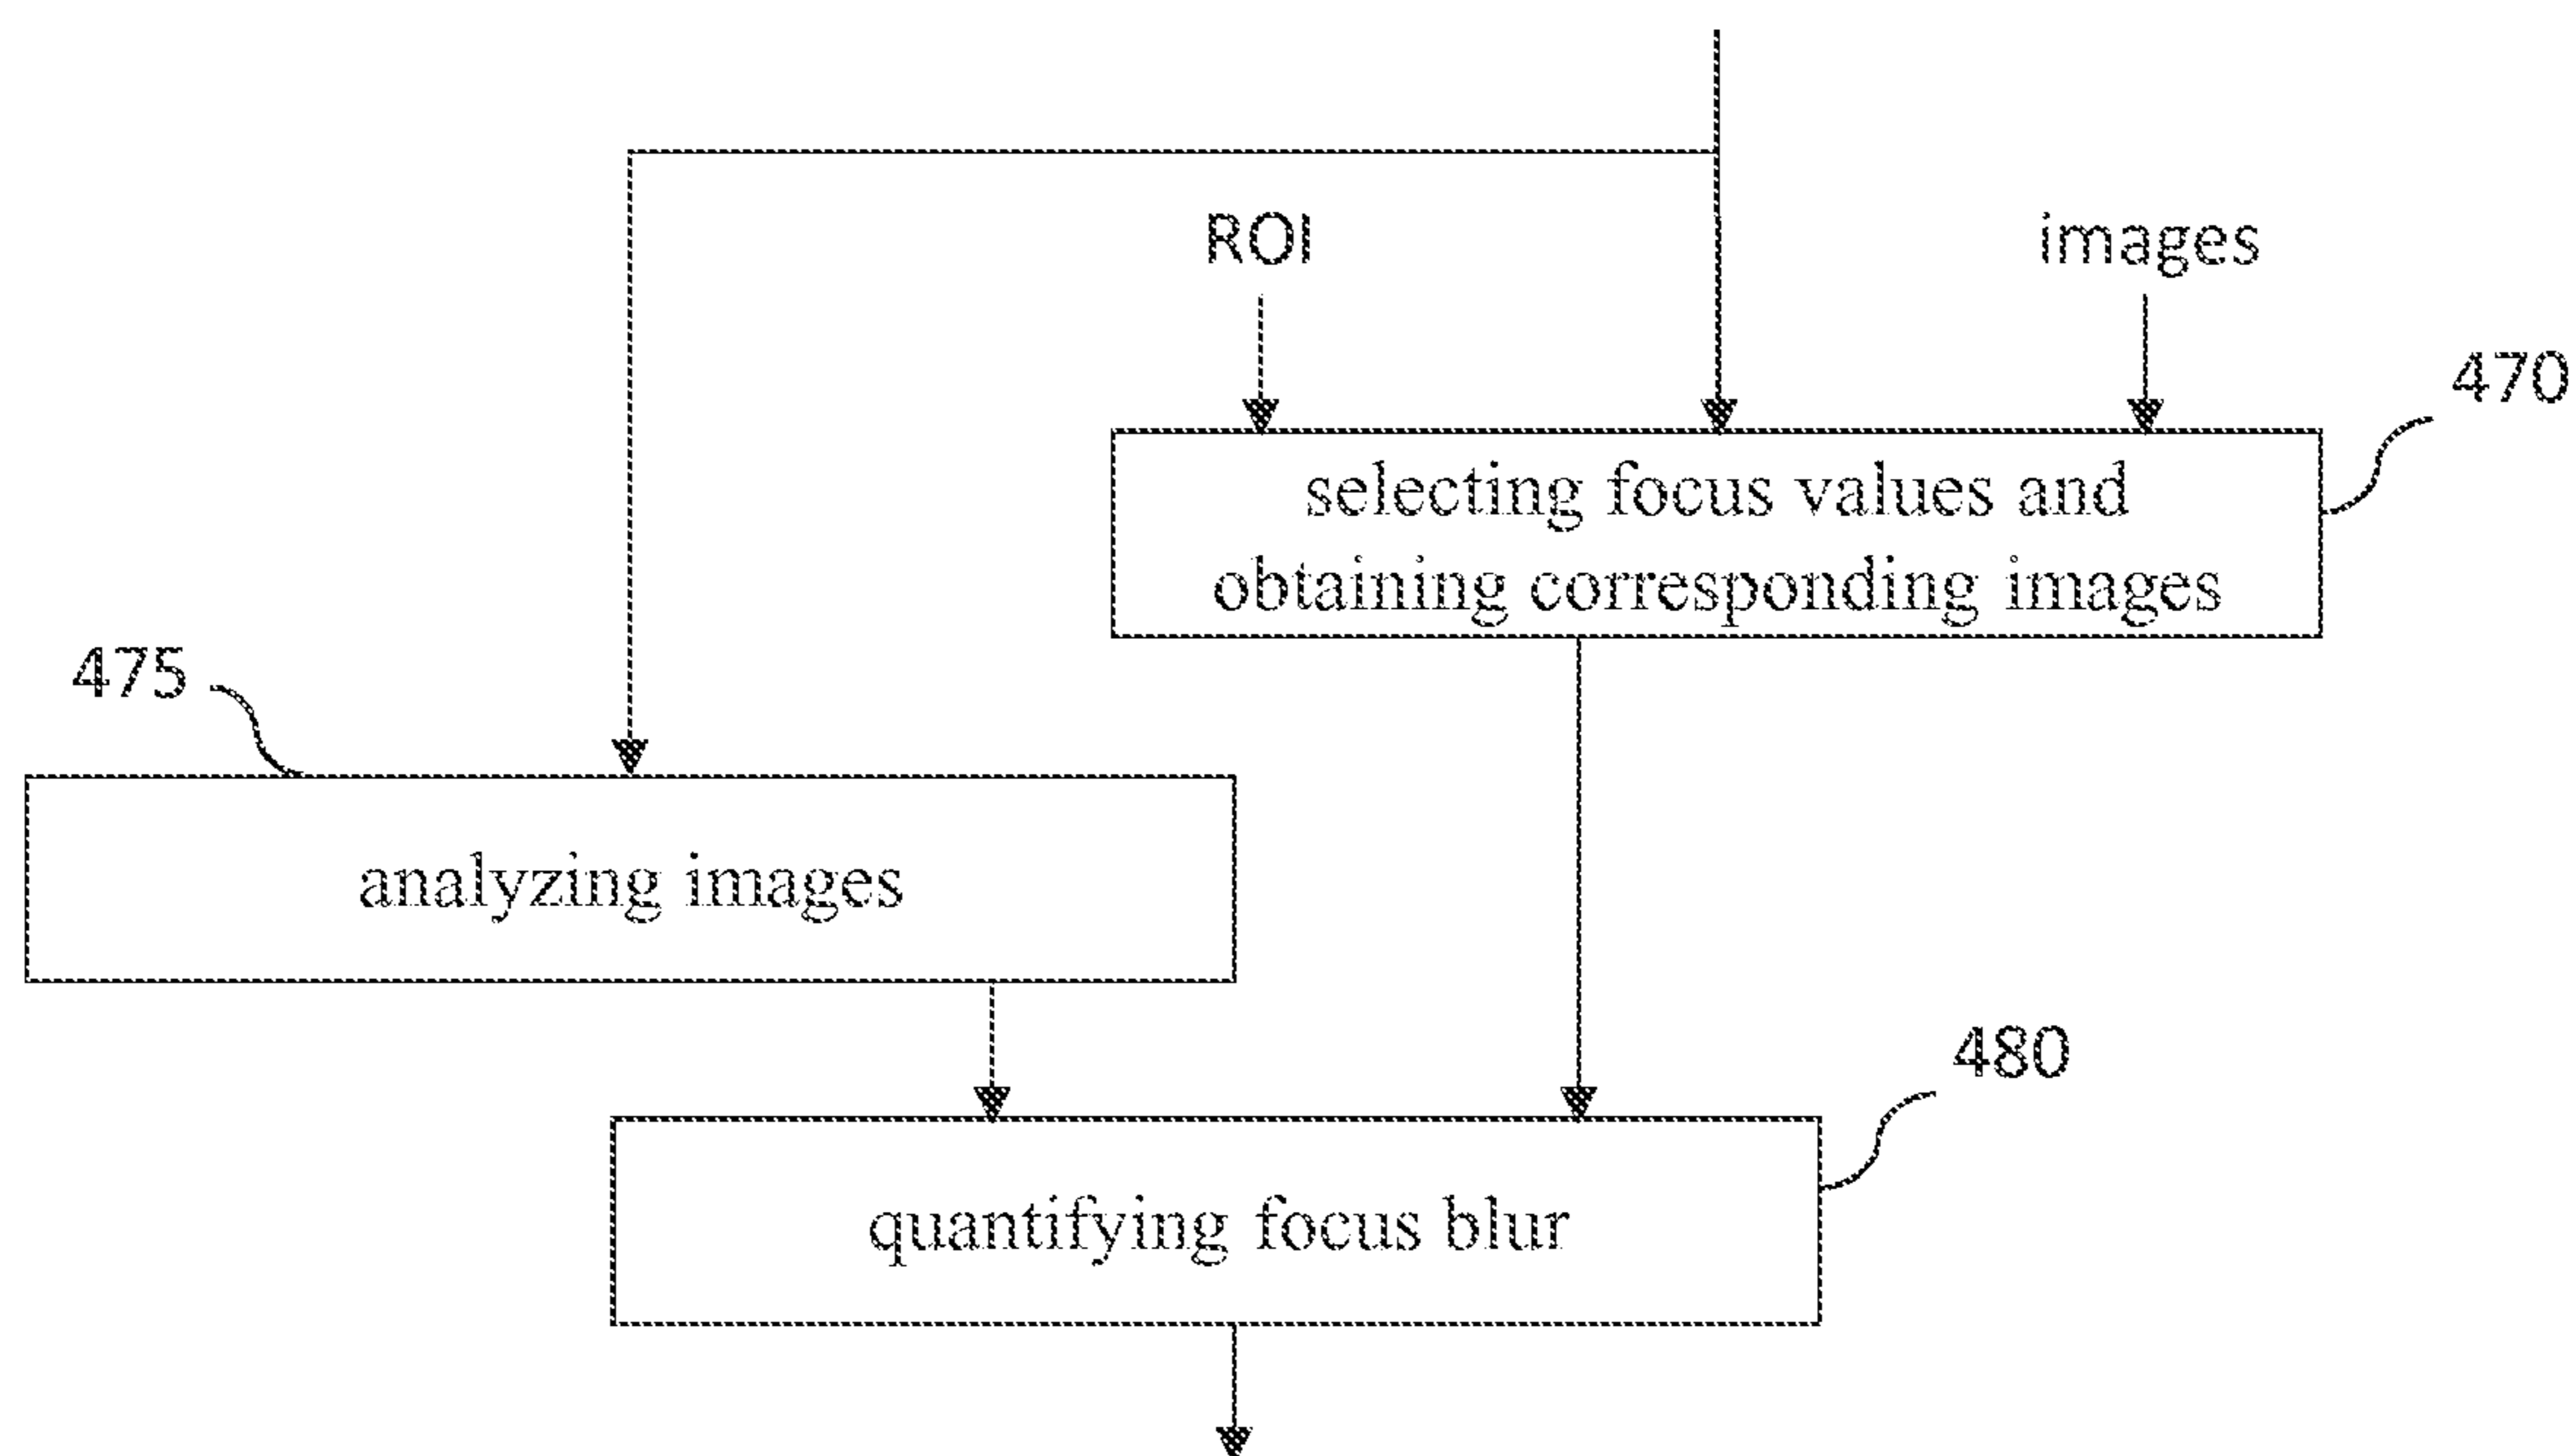 ROI
images
470
selecting focus values and
obtaining corresponding images
475
analyzing images
480
quantifying focus blur